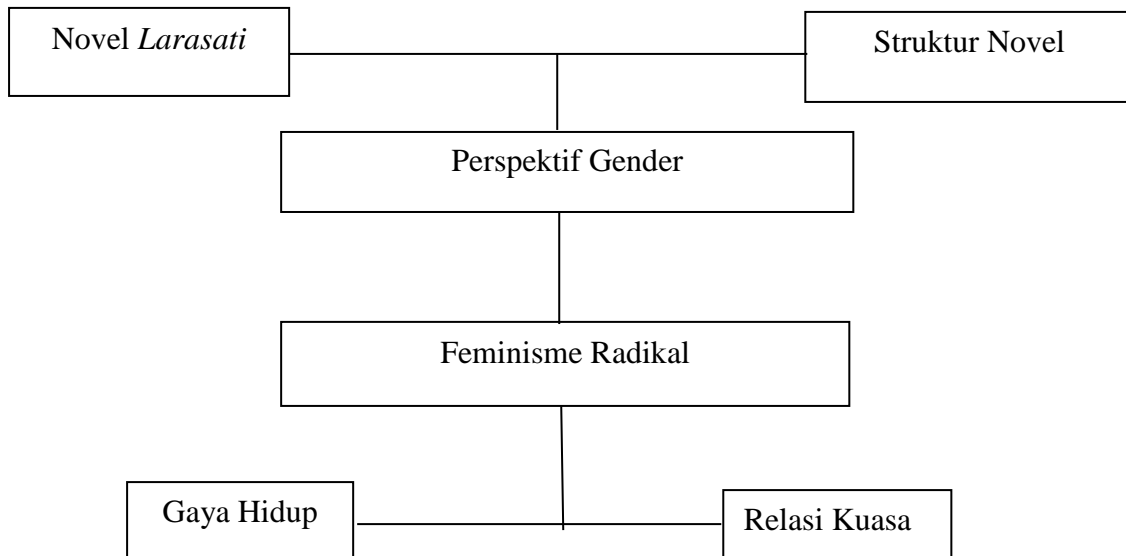 Novel Larasati
Struktur Novel
Perspektif Gender
Feminisme Radikal
Gaya Hidup
Relasi Kuasa